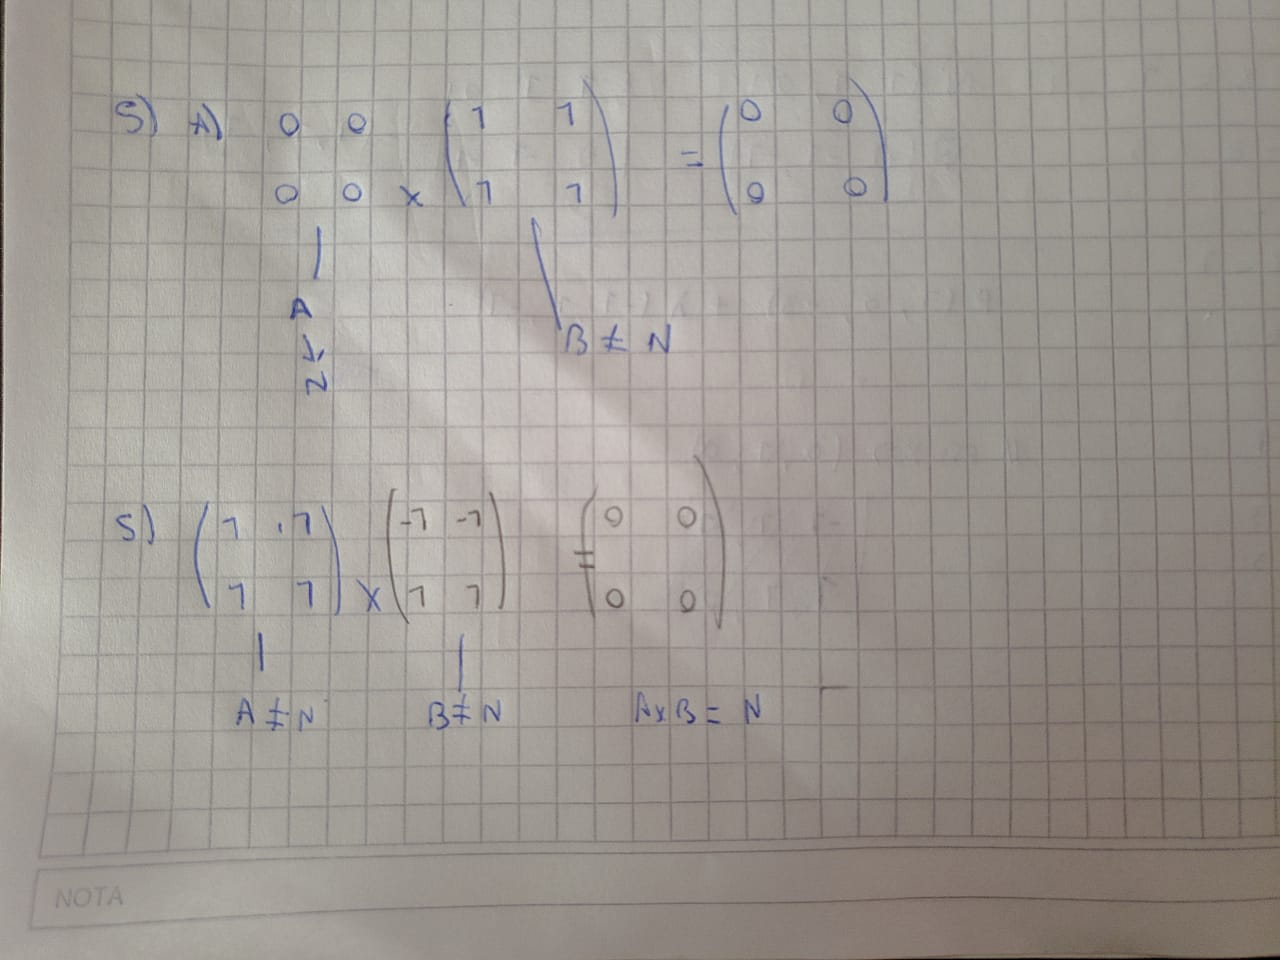 5) A) 0 0 (1 1) = (0 0)
0 0 x (1 1) (0 0)
A ≠ N
B ≠ N
5) (1 1) (-1 -1) = (0 0)
(1 1) x (1 1) (0 0)
A ≠ N B ≠ N AxB = N
NOTA